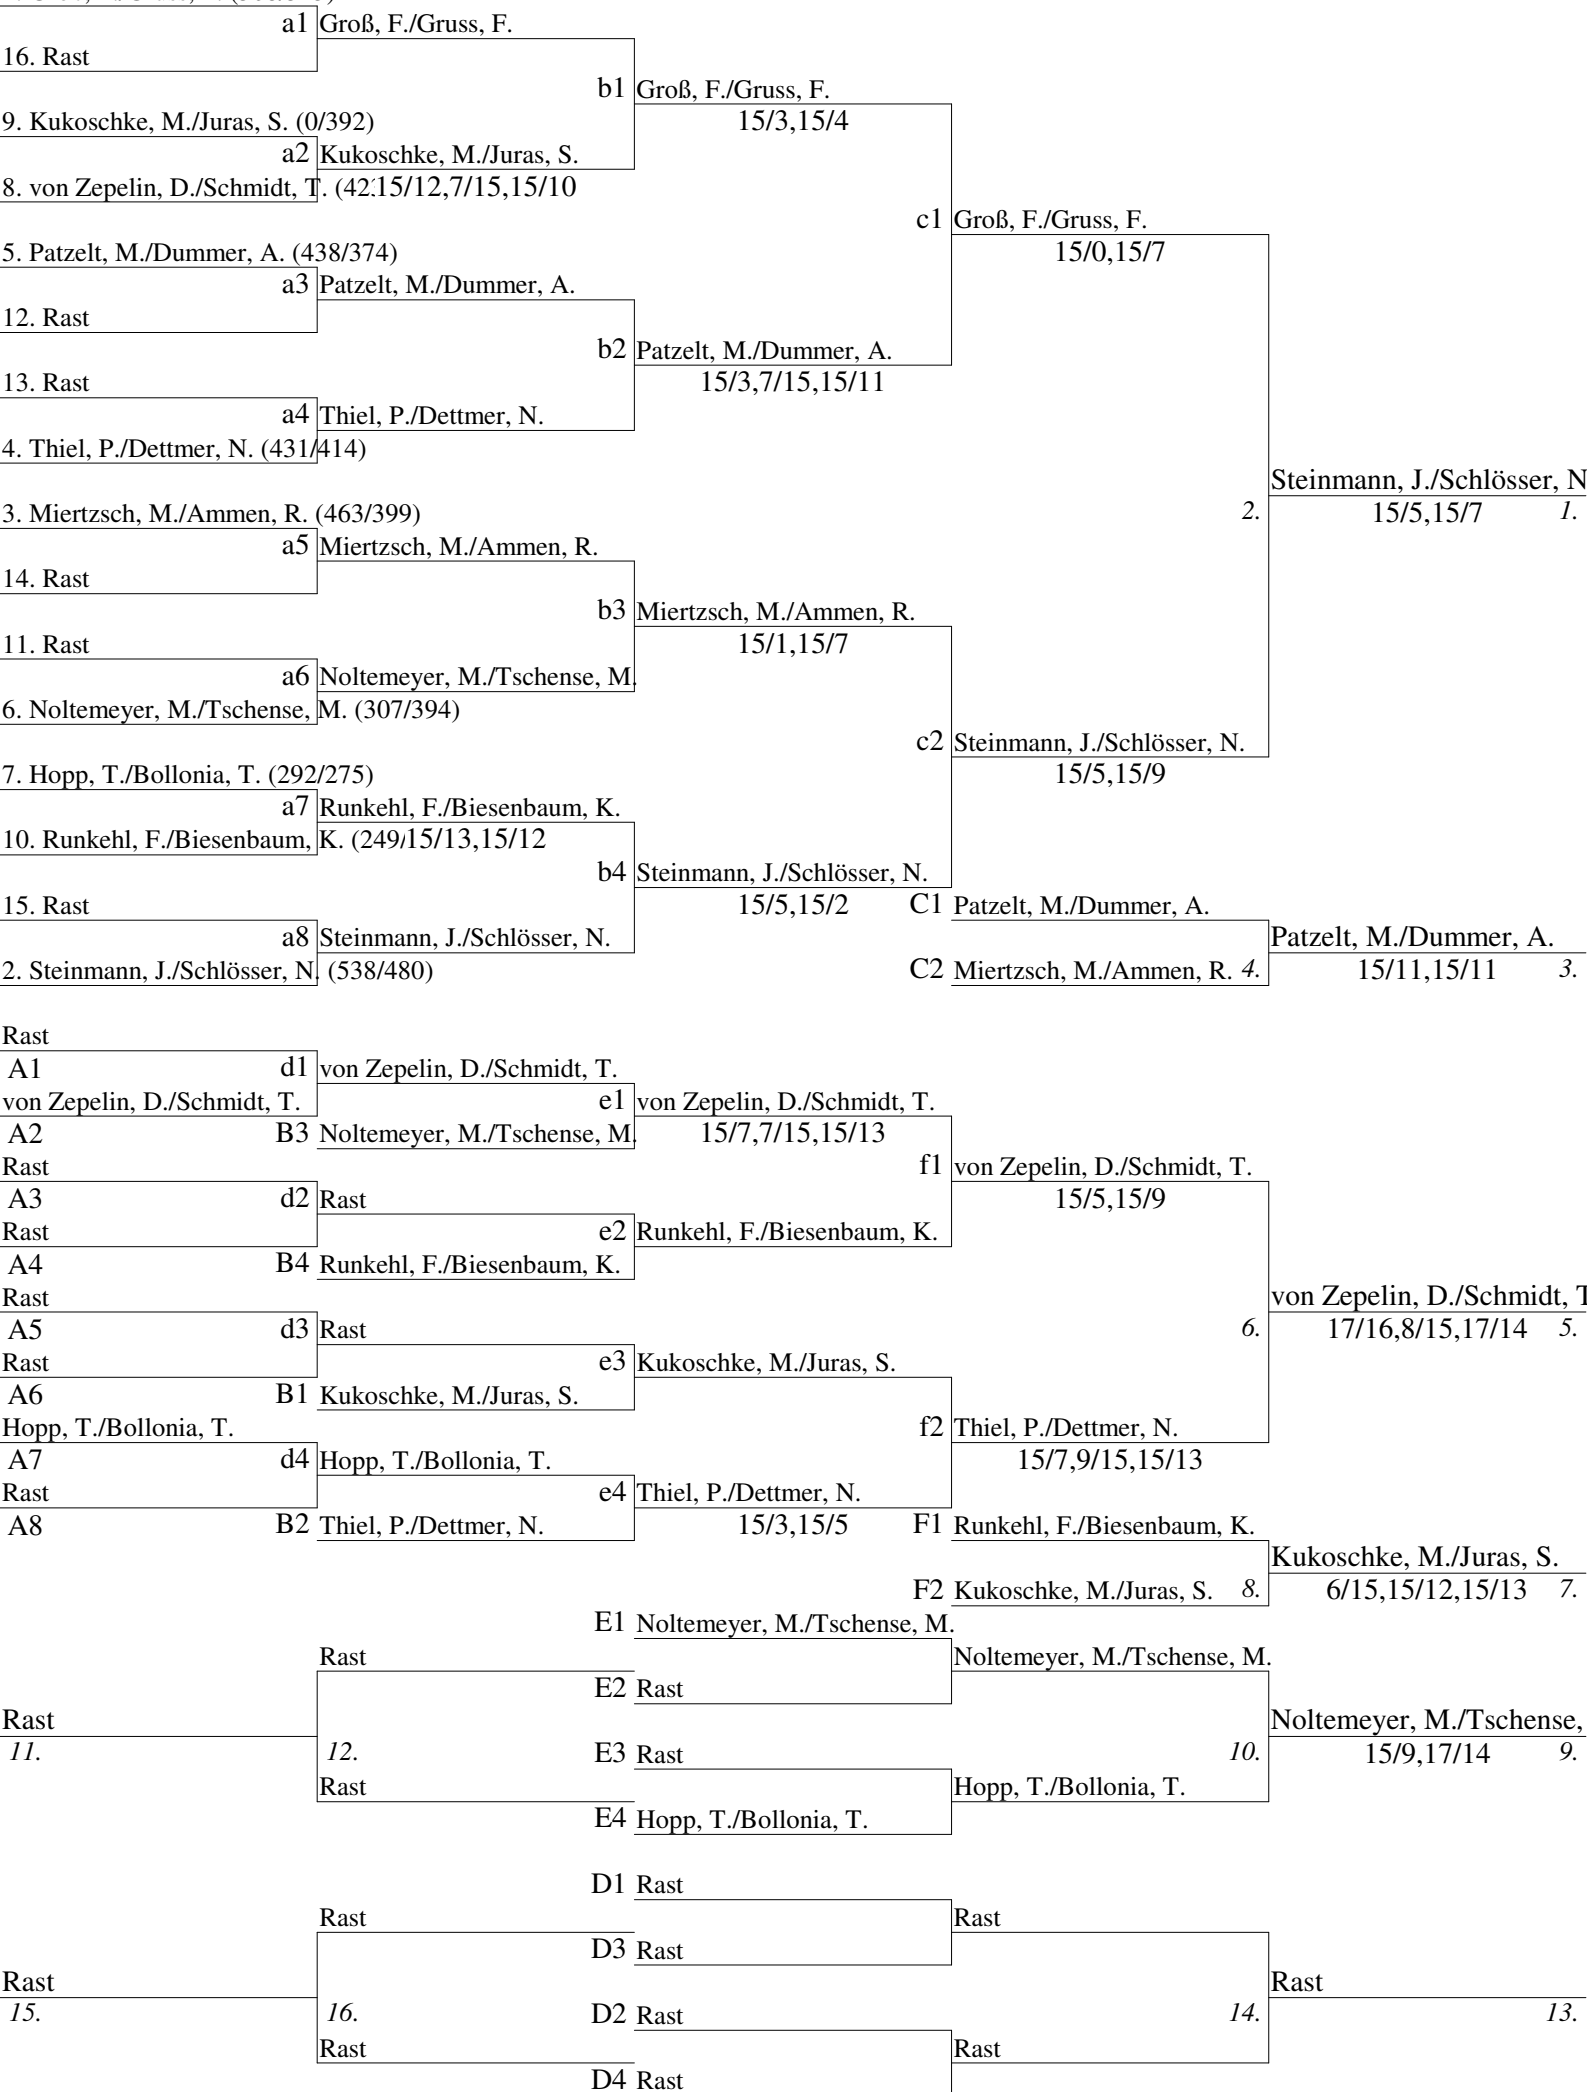 a1 Groß, F./Gruss, F.
16. Rast
b1 Groß, F./Gruss, F.
9. Kukoschke, M./Juras, S. (0/392) 15/3,15/4
a2 Kukoschke, M./Juras, S.
8. von Zepelin, D./Schmidt, T. (42 15/12,7/15,15/10
c1 Groß, F./Gruss, F.
5. Patzelt, M./Dummer, A. (438/374) 15/0,15/7
a3 Patzelt, M./Dummer, A.
12. Rast
b2 Patzelt, M./Dummer, A.
13. Rast 15/3,7/15,15/11
a4 Thiel, P./Dettmer, N.
4. Thiel, P./Dettmer, N. (431/414)
Steinmann, J./Schlösser, N
3. Miertzsch, M./Ammen, R. (463/399) 2. 15/5,15/7 1.
a5 Miertzsch, M./Ammen, R.
14. Rast
b3 Miertzsch, M./Ammen, R.
11. Rast 15/1,15/7
a6 Noltemeyer, M./Tschense, M.
6. Noltemeyer, M./Tschense, M. (307/394)
c2 Steinmann, J./Schlösser, N.
7. Hopp, T./Bollonia, T. (292/275) 15/5,15/9
a7 Runkehl, F./Biesenbaum, K.
10. Runkehl, F./Biesenbaum, K. (249/15/13,15/12
b4 Steinmann, J./Schlösser, N.
15. Rast 15/5,15/2 C1 Patzelt, M./Dummer, A.
a8 Steinmann, J./Schlösser, N. Patzelt, M./Dummer, A.
2. Steinmann, J./Schlösser, N. (538/480) C2 Miertzsch, M./Ammen, R. 4. 15/11,15/11 3.
Rast
A1 d1 von Zepelin, D./Schmidt, T.
von Zepelin, D./Schmidt, T. e1 von Zepelin, D./Schmidt, T.
A2 B3 Noltemeyer, M./Tschense, M. 15/7,7/15,15/13
Rast f1 von Zepelin, D./Schmidt, T.
A3 d2 Rast 15/5,15/9
Rast e2 Runkehl, F./Biesenbaum, K.
A4 B4 Runkehl, F./Biesenbaum, K.
Rast von Zepelin, D./Schmidt, T
A5 d3 Rast 6. 17/16,8/15,17/14 5.
Rast e3 Kukoschke, M./Juras, S.
A6 B1 Kukoschke, M./Juras, S.
Hopp, T./Bollonia, T. f2 Thiel, P./Dettmer, N.
A7 d4 Hopp, T./Bollonia, T. 15/7,9/15,15/13
Rast e4 Thiel, P./Dettmer, N.
A8 B2 Thiel, P./Dettmer, N. 15/3,15/5 F1 Runkehl, F./Biesenbaum, K.
Kukoschke, M./Juras, S.
F2 Kukoschke, M./Juras, S. 8. 6/15,15/12,15/13 7.
E1 Noltemeyer, M./Tschense, M.
Rast Noltemeyer, M./Tschense, M.
E2 Rast
Rast Noltemeyer, M./Tschense,
11. 12. E3 Rast 10. 15/9,17/14 9.
Rast Hopp, T./Bollonia, T.
E4 Hopp, T./Bollonia, T.
D1 Rast
Rast Rast
D3 Rast
Rast Rast
15. 16. D2 Rast 14. 13.
Rast Rast
D4 Rast